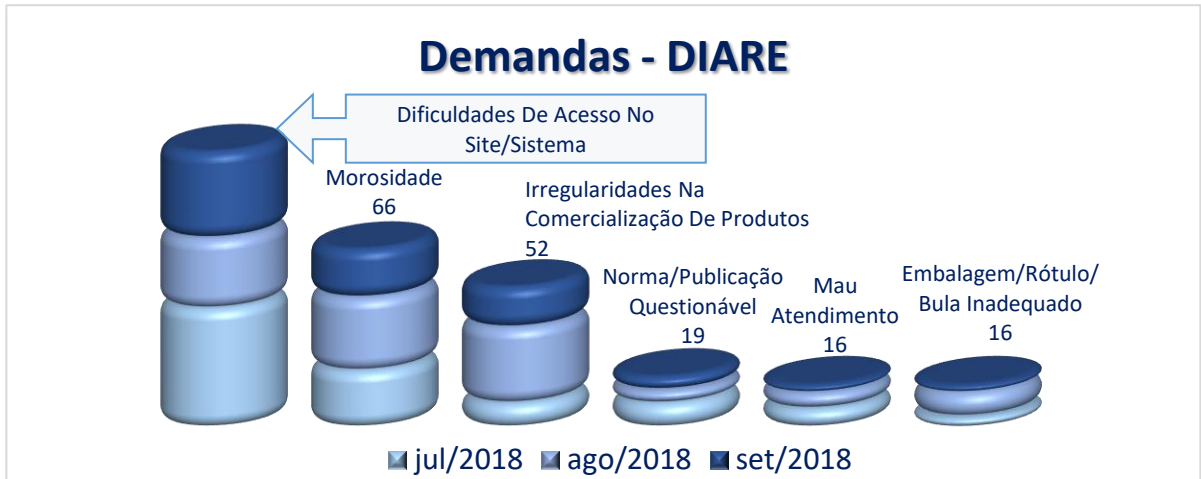 Demandas - DIARE
Dificuldades De Acesso No
Site/Sistema
Morosidade
66
Irregularidades Na
Comercialização De Produtos
52
Norma/Publicação
Questionável
19
Mau
Atendimento
16
Embalagem/Rótulo/
Bula Inadequado
16
jul/2018 ago/2018 set/2018